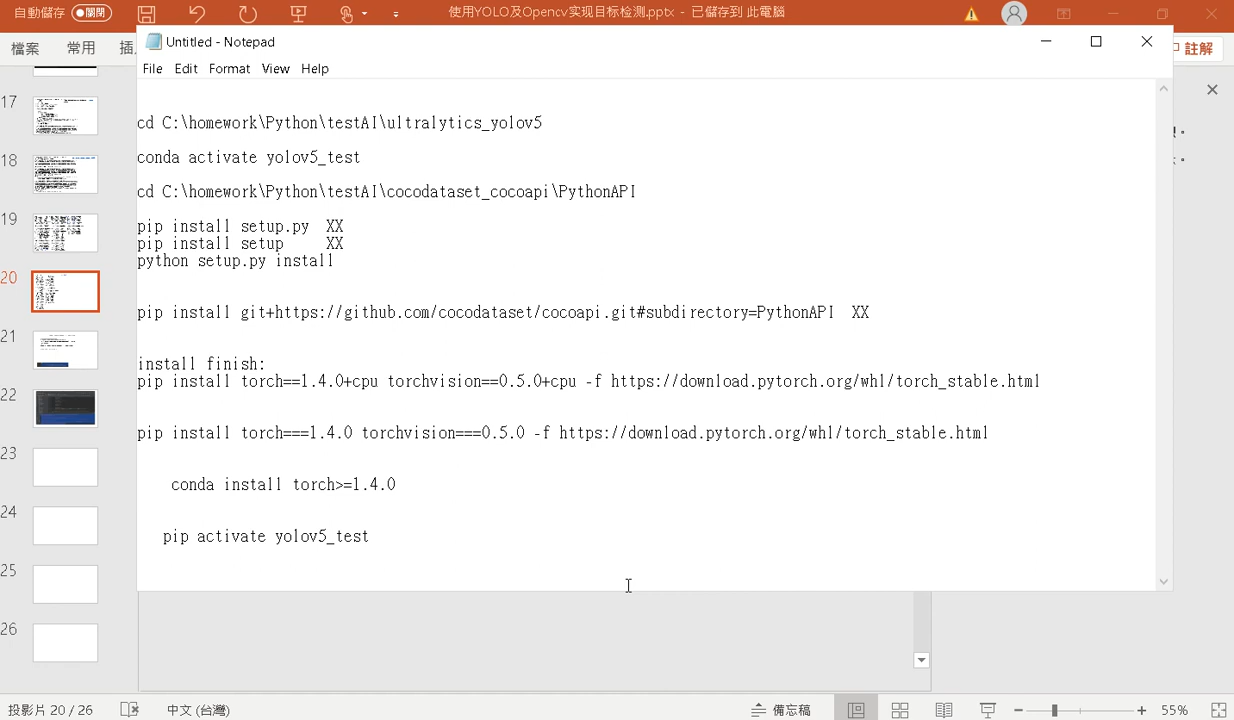 自動儲存 關閉
使用YOLO及Opencv实现目标检测.pptx - 已儲存到 此電腦
檔案 常用 插
註解
Untitled - Notepad
File Edit Format View Help
cd C:\homework\Python\testAI\ultralytics_yolov5
conda activate yolov5_test
cd C:\homework\Python\testAI\cocodataset_cocoapi\PythonAPI
pip install setup.py XX
pip install setup XX
python setup.py install
pip install git+https://github.com/cocodataset/cocoapi.git#subdirectory=PythonAPI XX
install finish:
pip install torch==1.4.0+cpu torchvision==0.5.0+cpu -f https://download.pytorch.org/whl/torch_stable.html
pip install torch===1.4.0 torchvision===0.5.0 -f https://download.pytorch.org/whl/torch_stable.html
conda install torch>=1.4.0
pip activate yolov5_test
17
18
19
20
21
22
23
24
25
26
投影片 20 / 26 中文 (台灣) 備忘稿 55%